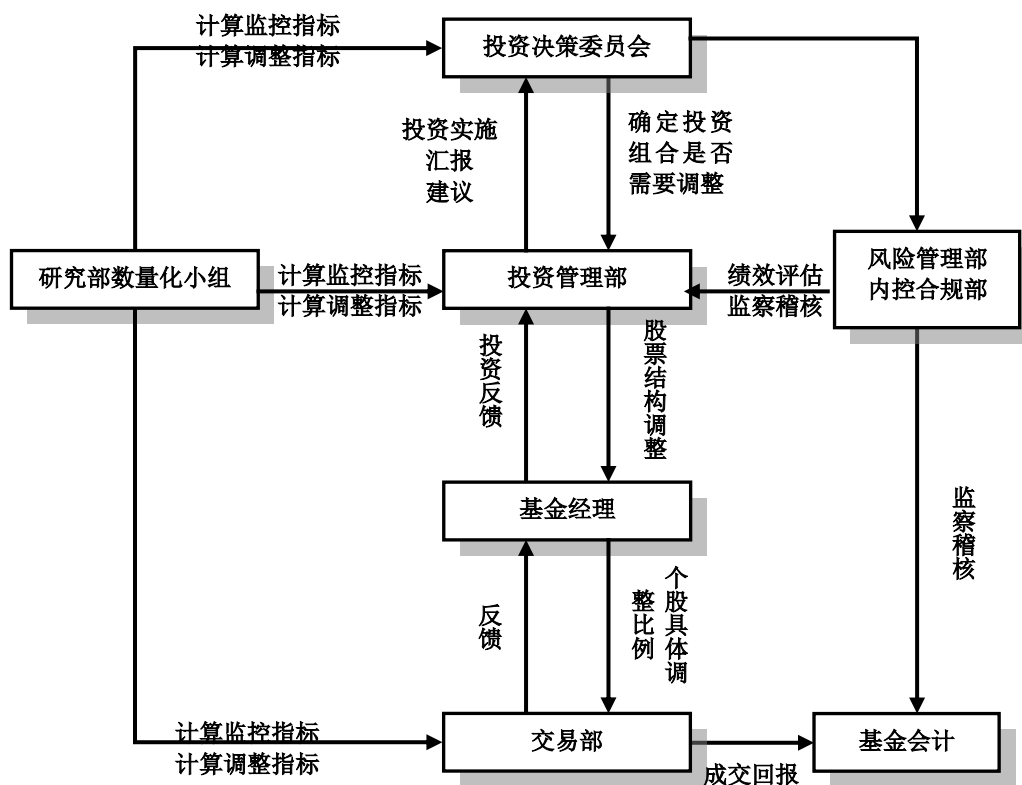 计算监控指标
计算调整指标
投资决策委员会
投资实施
汇报
建议
确定投资
组合是否
需要调整
研究部数量化小组
计算监控指标
计算调整指标
投资管理部
绩效评估
监察稽核
风险管理部
内控合规部
投资反馈
股票结构调整
基金经理
监察稽核
反馈
个股具体调
整比例
计算监控指标
计算调整指标
交易部
成交回报
基金会计